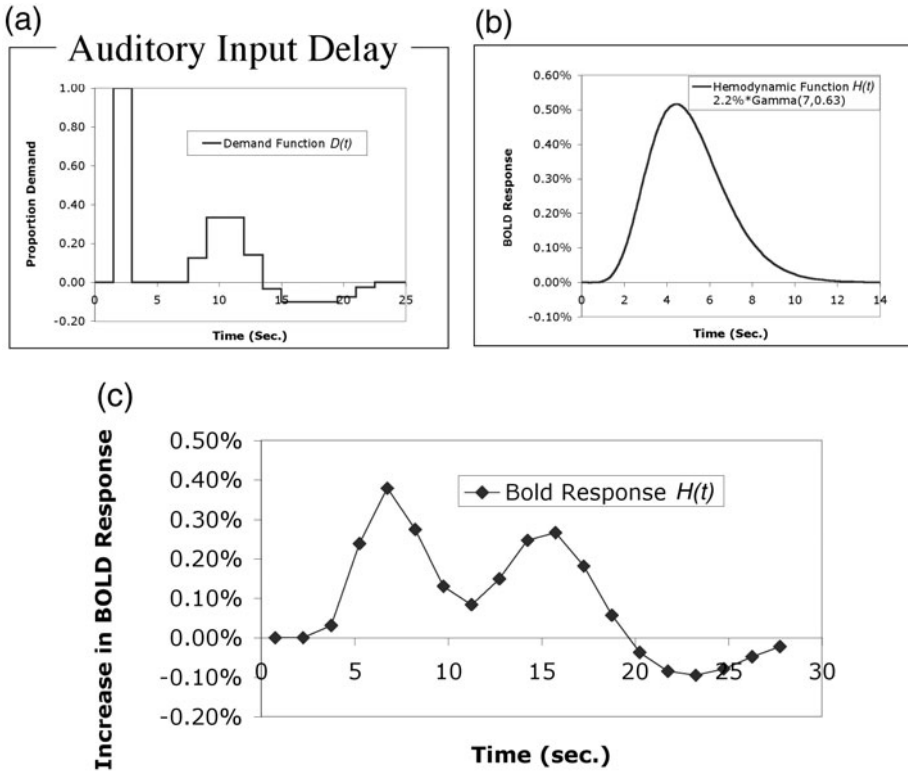 (a)
Auditory Input Delay
1.00
0.80
0.60
0.40
0.20
0.00
-0.20
Proportion Demand
Demand Function D(t)
0 5 10 15 20 25
Time (Sec.)
(b)
0.60%
0.50%
0.40%
0.30%
0.20%
0.10%
0.00%
-0.10%
BOLD Response
Hemodynamic Function H(t)
2.2%*Gamma(7,0.63)
0 2 4 6 8 10 12 14
Time (Sec.)
(c)
0.50%
0.40%
0.30%
0.20%
0.10%
0.00%
-0.10%
-0.20%
Increase in BOLD Response
Bold Response H(t)
0 5 10 15 20 25 30
Time (sec.)